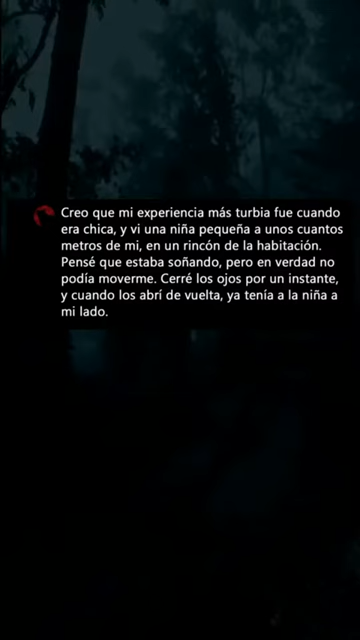 Creo que mi experiencia más turbia fue cuando
era chica, y vi una niña pequeña a unos cuantos
metros de mi, en un rincón de la habitación.
Pensé que estaba soñando, pero en verdad no
podía moverme. Cerré los ojos por un instante,
y cuando los abrí de vuelta, ya tenía a la niña a
mi lado.